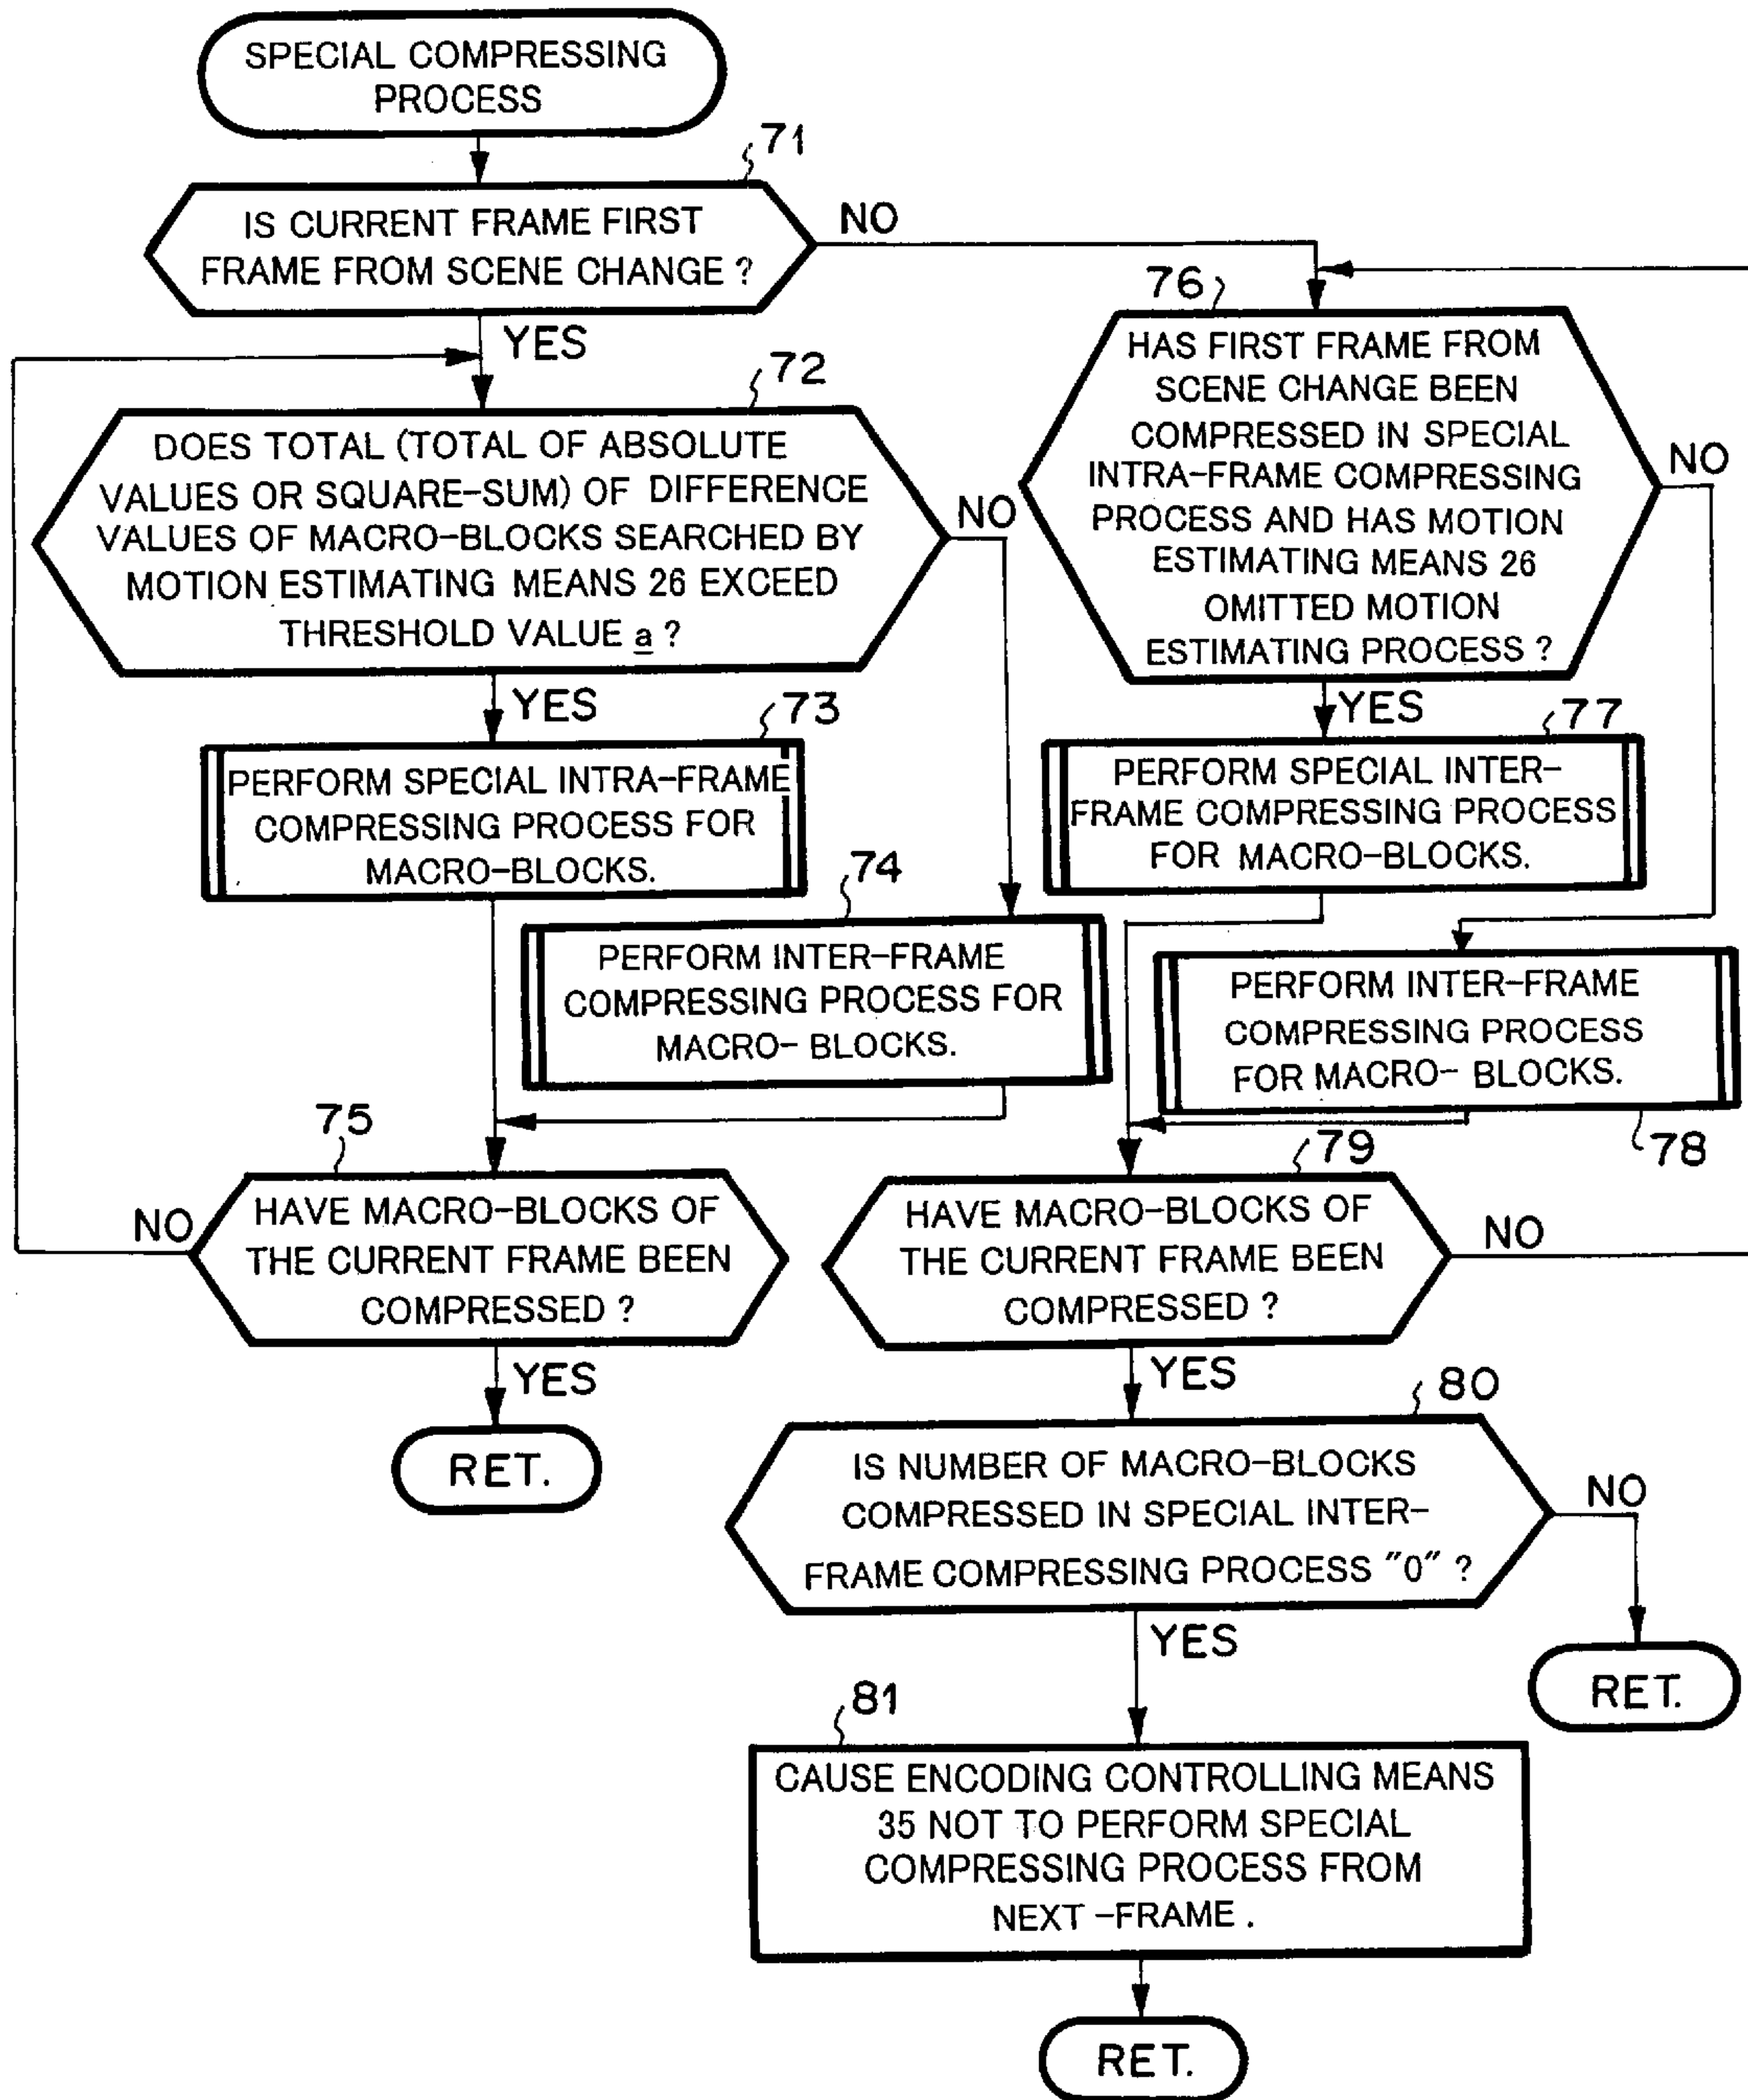 SPECIAL COMPRESSING
PROCESS
71
IS CURRENT FRAME FIRST
FRAME FROM SCENE CHANGE ?
NO
YES
72
DOES TOTAL (TOTAL OF ABSOLUTE
VALUES OR SQUARE-SUM) OF DIFFERENCE
VALUES OF MACRO-BLOCKS SEARCHED BY
MOTION ESTIMATING MEANS 26 EXCEED
THRESHOLD VALUE a ?
NO
YES
73
PERFORM SPECIAL INTRA-FRAME
COMPRESSING PROCESS FOR
MACRO-BLOCKS.
74
PERFORM INTER-FRAME
COMPRESSING PROCESS FOR
MACRO- BLOCKS.
75
HAVE MACRO-BLOCKS OF
THE CURRENT FRAME BEEN
COMPRESSED ?
NO
YES
RET.
76
HAS FIRST FRAME FROM
SCENE CHANGE BEEN
COMPRESSED IN SPECIAL
INTRA-FRAME COMPRESSING
PROCESS AND HAS MOTION
ESTIMATING MEANS 26
OMITTED MOTION
ESTIMATING PROCESS ?
NO
YES
77
PERFORM SPECIAL INTER-
FRAME COMPRESSING PROCESS
FOR MACRO-BLOCKS.
PERFORM INTER-FRAME
COMPRESSING PROCESS
FOR MACRO- BLOCKS.
78
79
HAVE MACRO-BLOCKS OF
THE CURRENT FRAME BEEN
COMPRESSED ?
NO
YES
80
IS NUMBER OF MACRO-BLOCKS
COMPRESSED IN SPECIAL INTER-
FRAME COMPRESSING PROCESS "0" ?
NO
YES
RET.
81
CAUSE ENCODING CONTROLLING MEANS
35 NOT TO PERFORM SPECIAL
COMPRESSING PROCESS FROM
NEXT -FRAME .
RET.